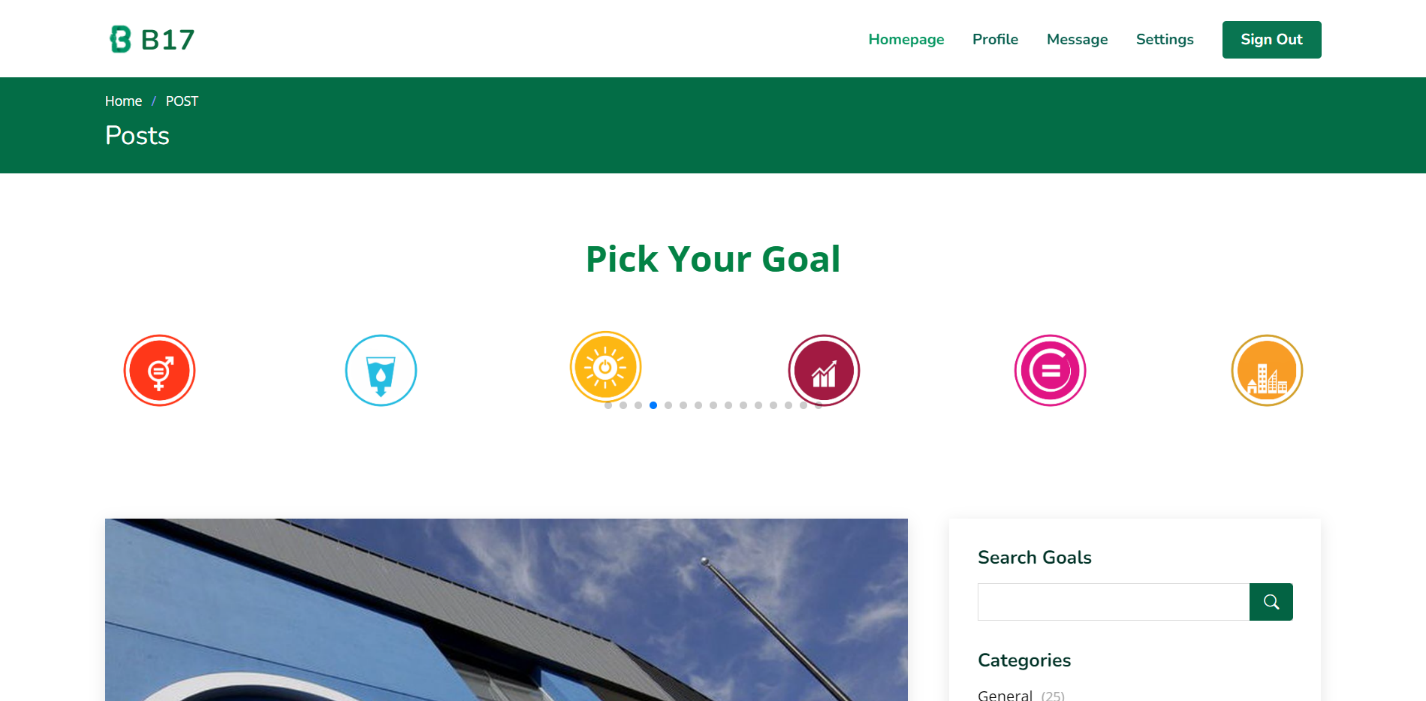 B17
Homepage Profile Message Settings Sign Out
Home / POST
Posts
Pick Your Goal
Search Goals
Categories
General (25)